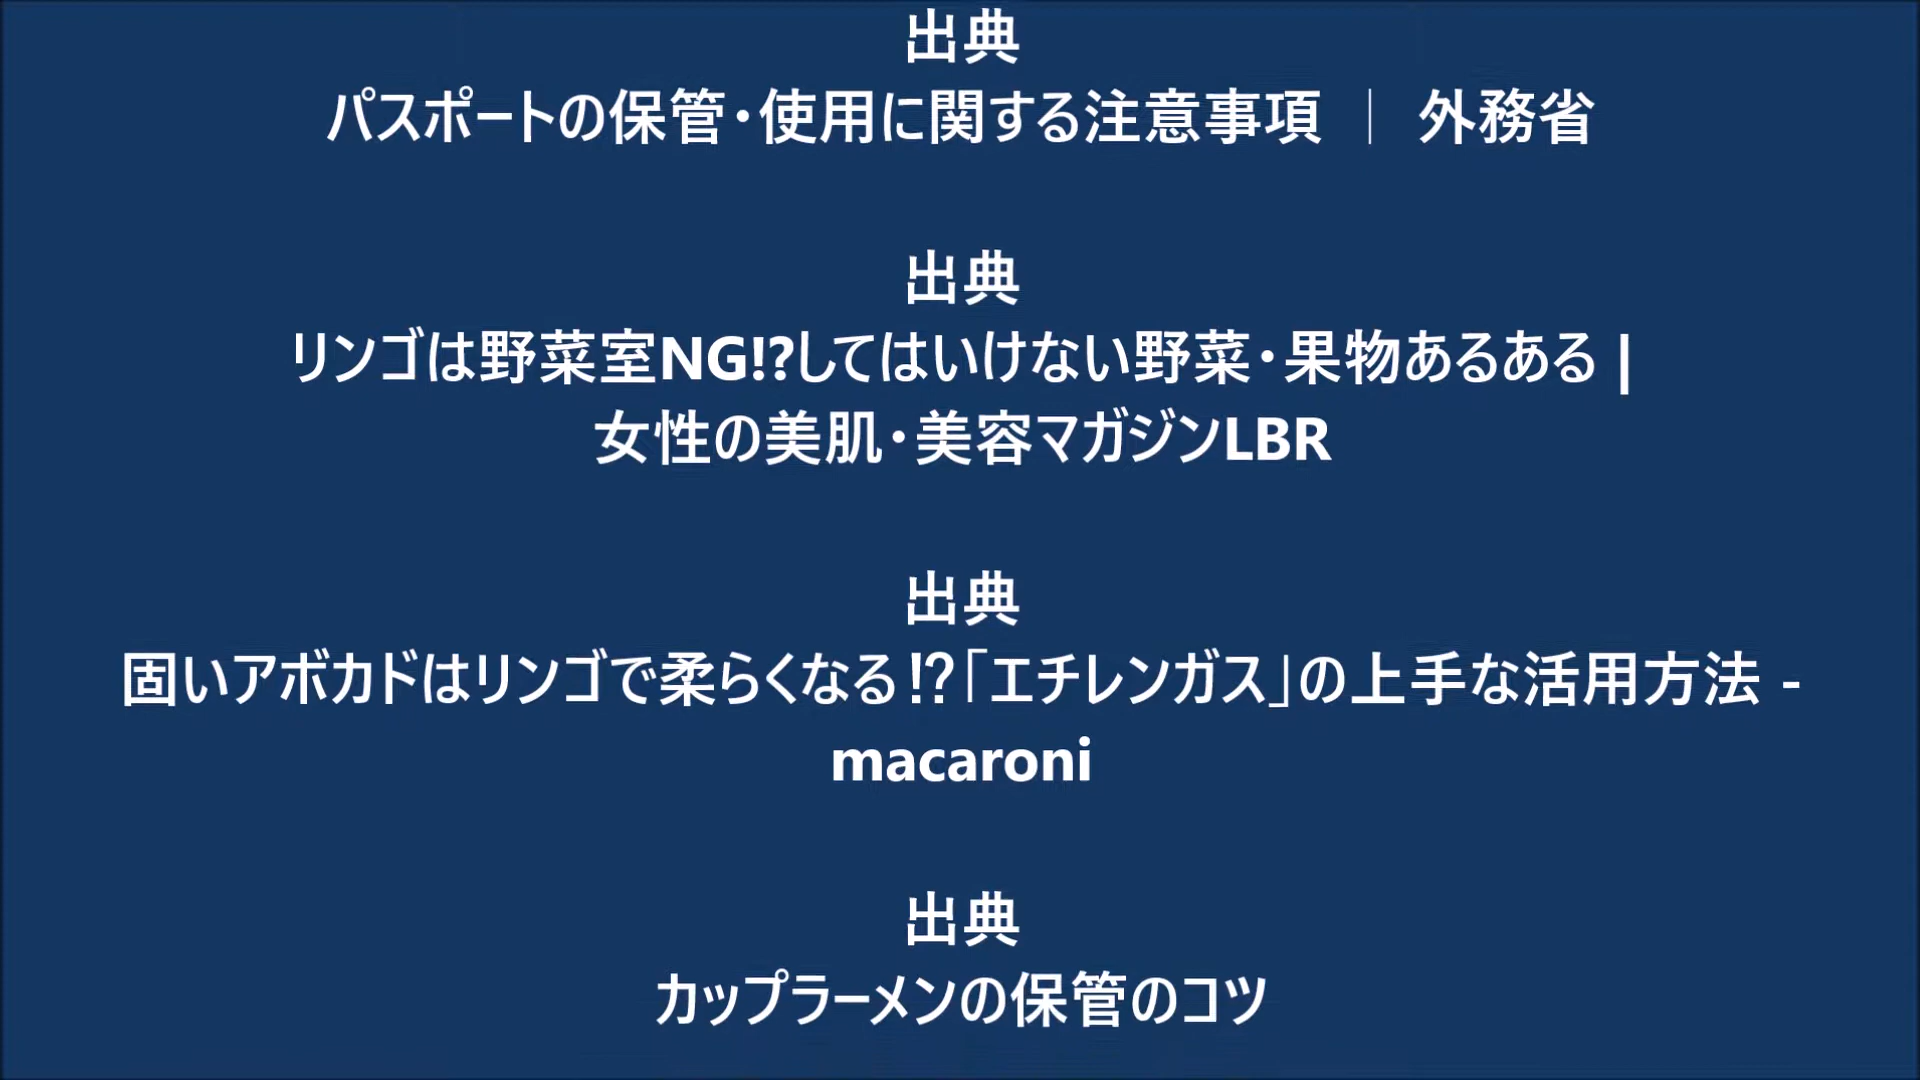 出典
パスポートの保管・使用に関する注意事項 ｜ 外務省
出典
リンゴは野菜室NG!?してはいけない野菜・果物あるある |
女性の美肌・美容マガジンLBR
出典
固いアボカドはリンゴで柔らくなる⁉「エチレンガス」の上手な活用方法 -
macaroni
出典
カップラーメンの保管のコツ